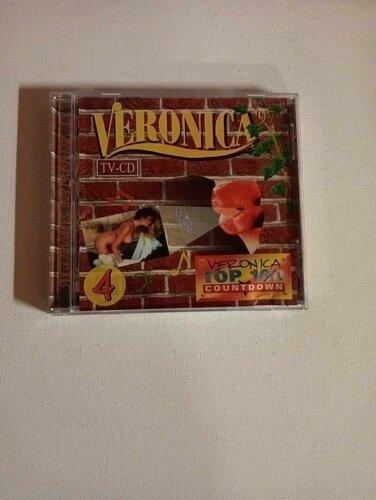 VERONICA
TV-CD
4
VERONICA
TOP 100
COUNTDOWN